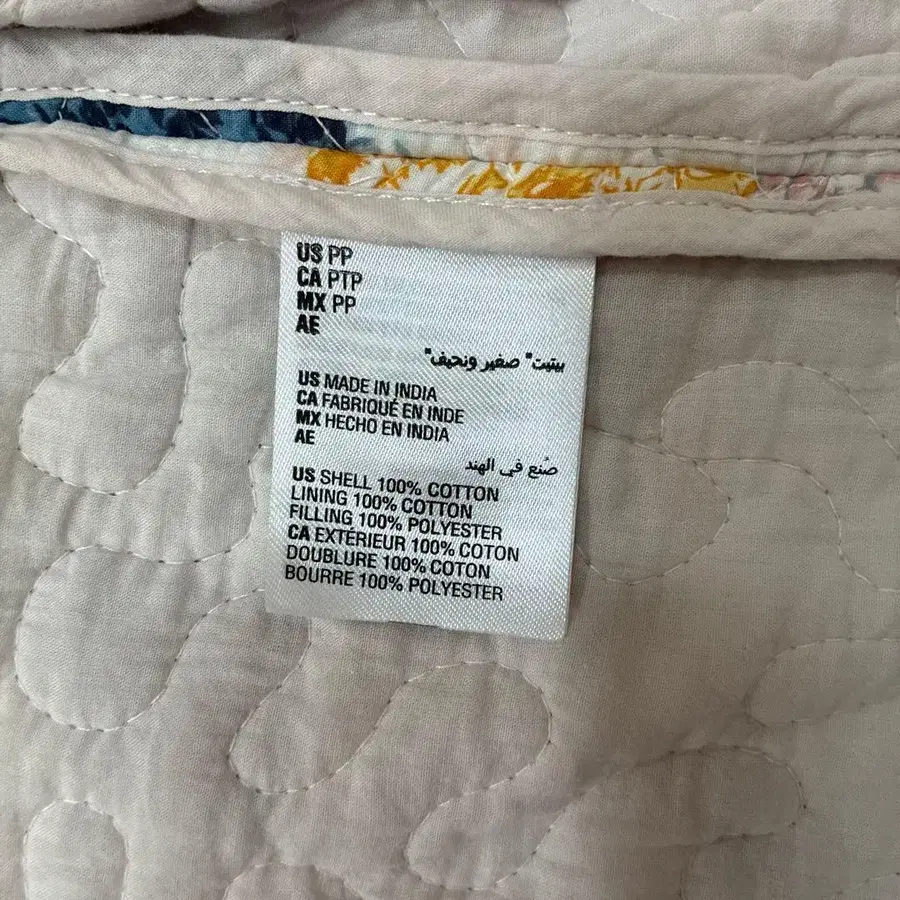 US PP
CA PTP
MX PP
AE
بيتيت" صغير ونحيف"
US MADE IN INDIA
CA FABRIQUÉ EN INDE
MX HECHO EN INDIA
AE
صُنع في الهند
US SHELL 100% COTTON
LINING 100% COTTON
FILLING 100% POLYESTER
CA EXTÉRIEUR 100% COTON
DOUBLURE 100% COTON
BOURRE 100% POLYESTER